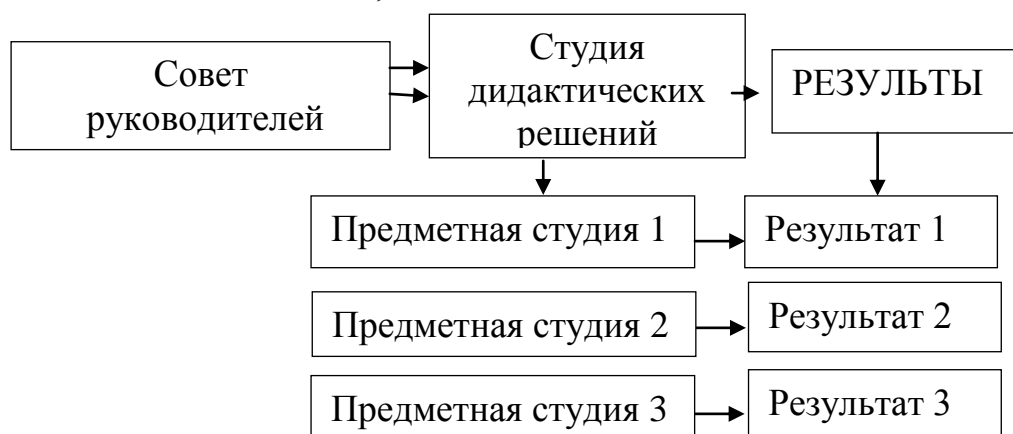 Совет
руководителей
Студия
дидактических
решений
РЕЗУЛЬТЫ
Предметная студия 1
Результат 1
Предметная студия 2
Результат 2
Предметная студия 3
Результат 3